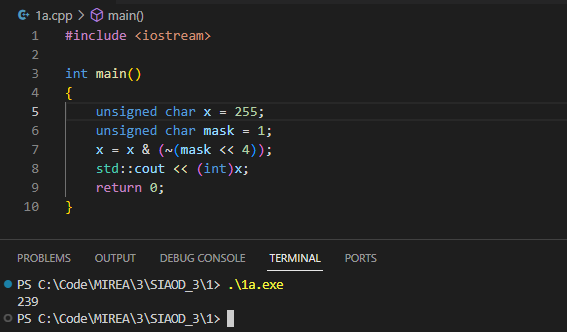 1a.cpp > main()
1 #include <iostream>
2
3 int main()
4 {
5     unsigned char x = 255;
6     unsigned char mask = 1;
7     x = x & (~(mask << 4));
8     std::cout << (int)x;
9     return 0;
10 }
PROBLEMS OUTPUT DEBUG CONSOLE TERMINAL PORTS
PS C:\Code\MIREA\3\SIAOD_3\1> .\1a.exe
239
PS C:\Code\MIREA\3\SIAOD_3\1>